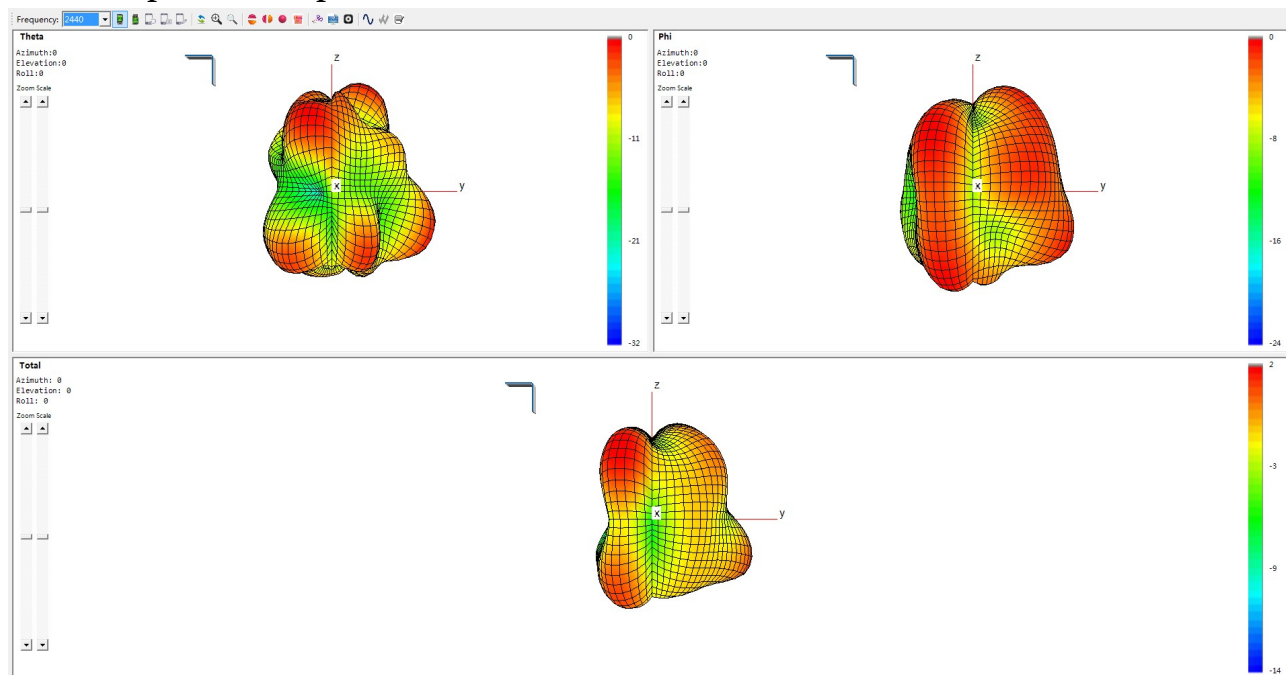 Frequency: 2440
Theta
Azimuth:0
Elevation:0
Roll:0
Zoom Scale
z
x
y
0
-11
-21
-32
Phi
Azimuth:0
Elevation:0
Roll:0
Zoom Scale
z
x
y
0
-8
-16
-24
Total
Azimuth: 0
Elevation: 0
Roll: 0
Zoom Scale
z
x
y
2
-3
-9
-14